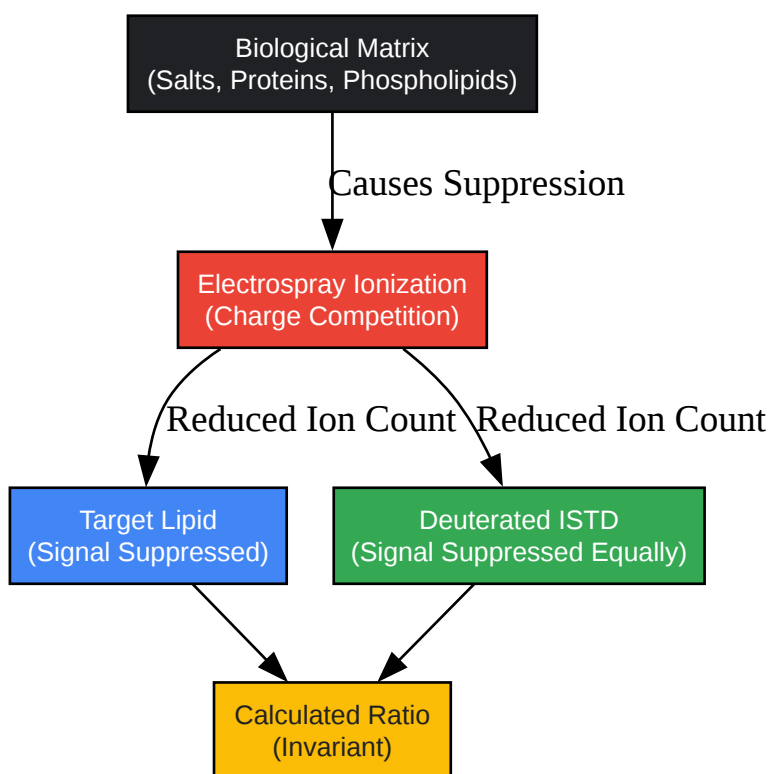 Biological Matrix
(Salts, Proteins, Phospholipids)
Causes Suppression
Electrospray Ionization
(Charge Competition)
Reduced Ion Count
Reduced Ion Count
Target Lipid
(Signal Suppressed)
Deuterated ISTD
(Signal Suppressed Equally)
Calculated Ratio
(Invariant)